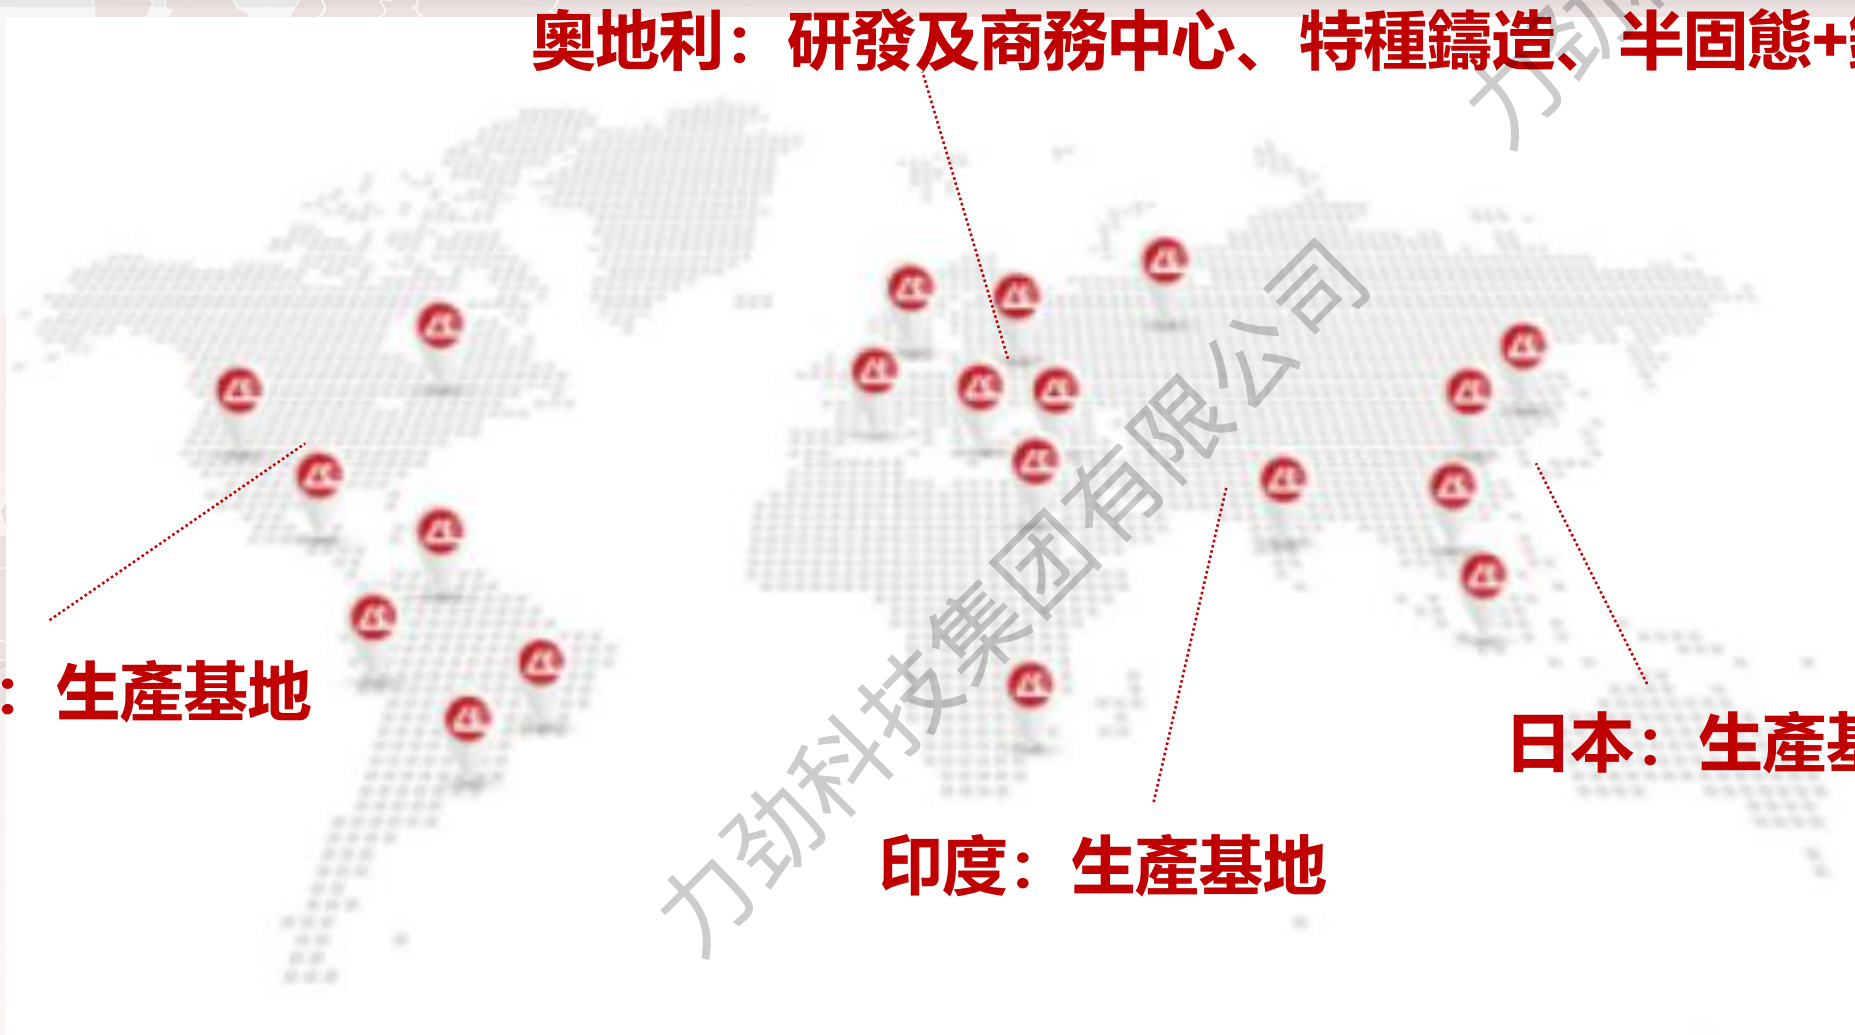 奧地利：研發及商務中心、特種鑄造、半固態+
：生產基地
日本：生產
印度：生產基地
力劲科技集团有限公司
力劲